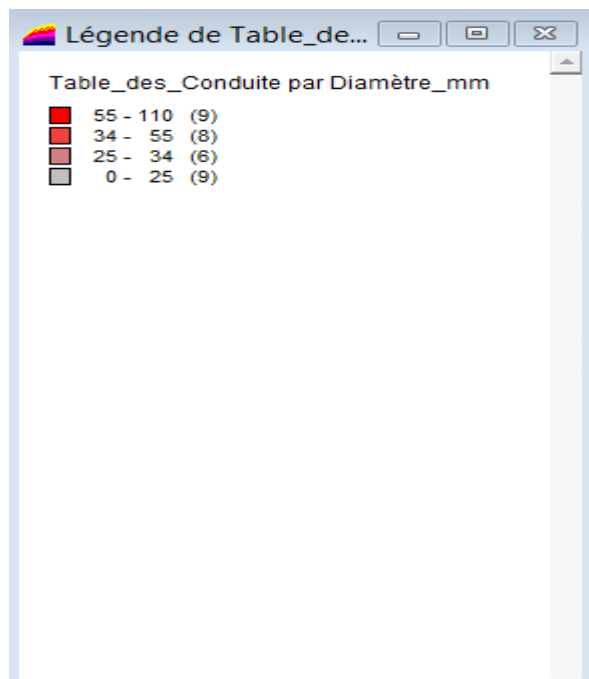 Légende de Table_de...
Table_des_Conduite par Diamètre_mm
55 - 110 (9)
34 - 55 (8)
25 - 34 (6)
0 - 25 (9)